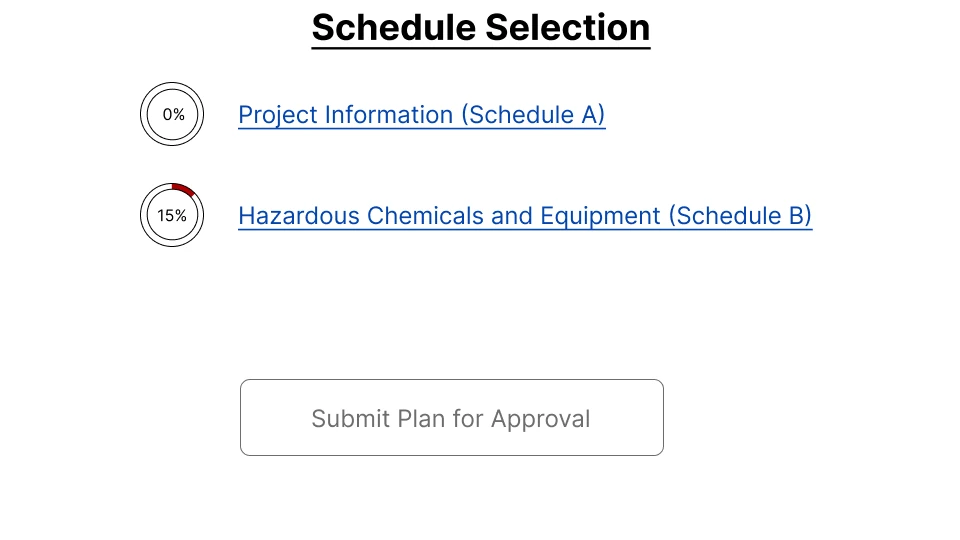 Schedule Selection
0%
Project Information (Schedule A)
15%
Hazardous Chemicals and Equipment (Schedule B)
Submit Plan for Approval